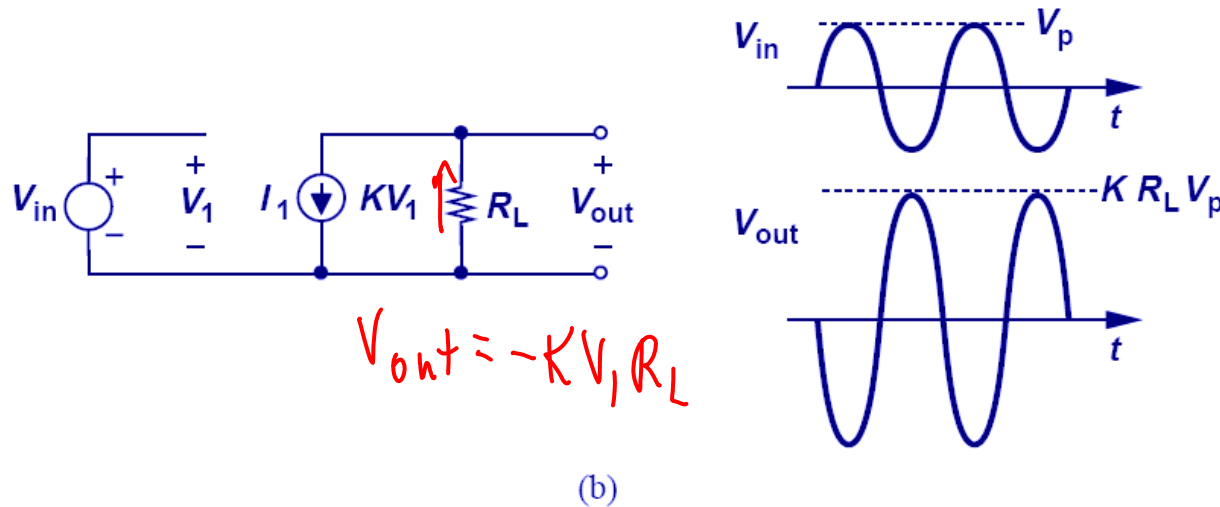 V_in + − + V_1 − I_1 KV_1 R_L + V_out −
V_out = -KV_1R_L
V_in V_p
t
K R_L V_p
V_out
t
(b)